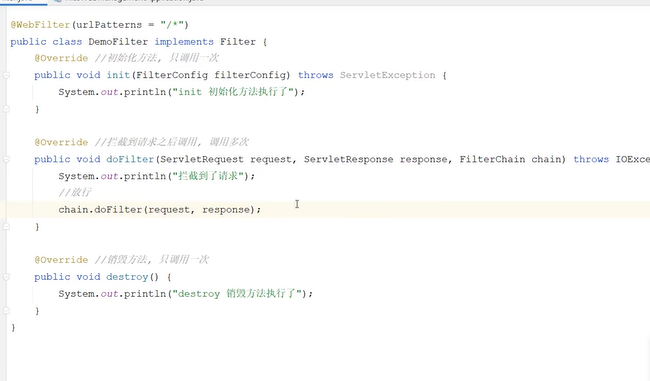 @WebFilter(urlPatterns = "/*")
public class DemoFilter implements Filter {
@Override //初始化方法, 只调用一次
public void init(FilterConfig filterConfig) throws ServletException {
System.out.println("init 初始化方法执行了");
}
@Override //拦截到请求之后调用, 调用多次
public void doFilter(ServletRequest request, ServletResponse response, FilterChain chain) throws IOExce
System.out.println("拦截到了请求");
//放行
chain.doFilter(request, response);
}
@Override //销毁方法, 只调用一次
public void destroy() {
System.out.println("destroy 销毁方法执行了");
}
}